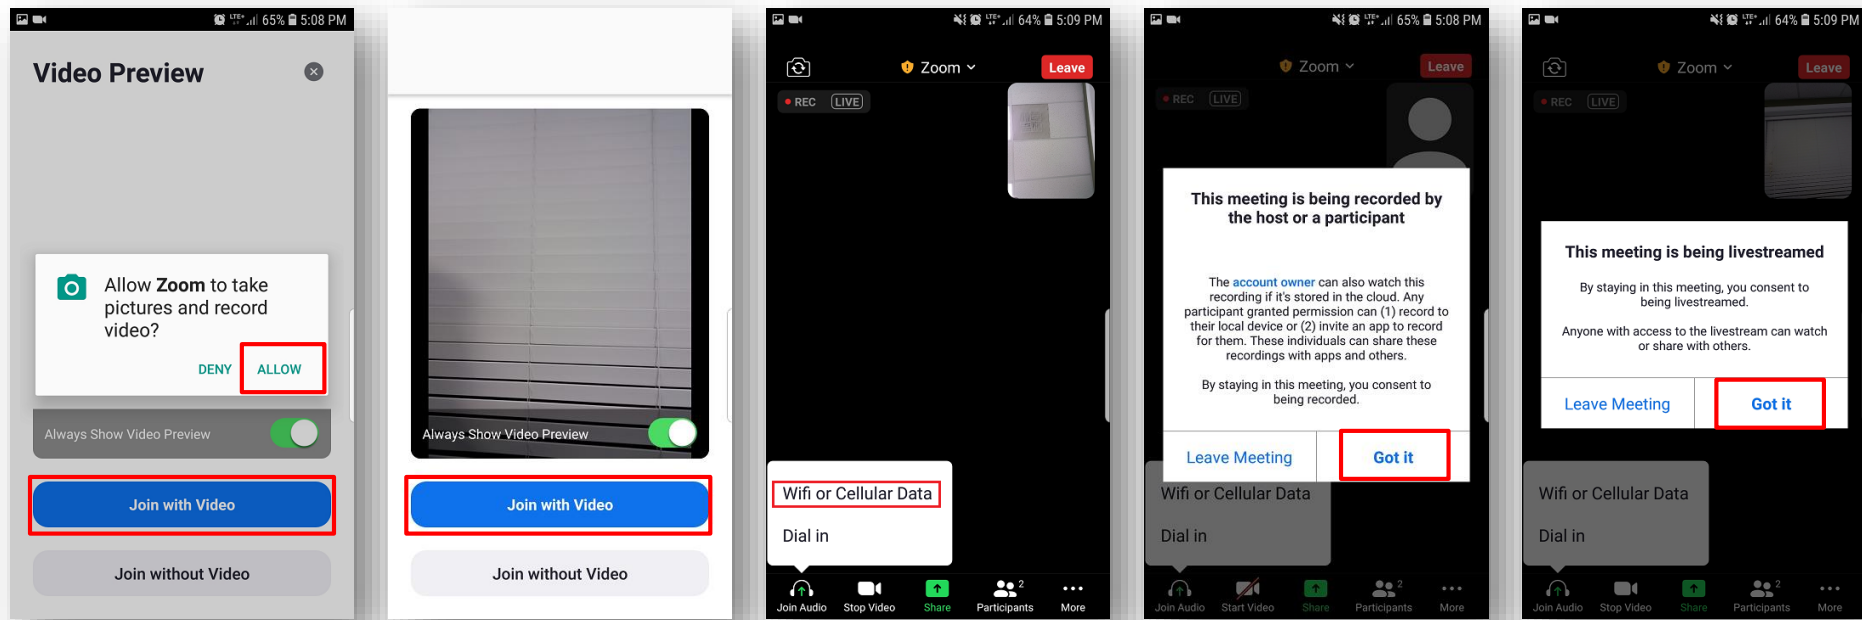 LTE+ 65% 5:08 PM
Video Preview
Allow Zoom to take
pictures and record
video?
DENY ALLOW
Always Show Video Preview
Join with Video
Join without Video
Always Show Video Preview
Join with Video
Join without Video
LTE+ 64% 5:09 PM
Zoom
Leave
REC LIVE
Wifi or Cellular Data
Dial in
Join Audio Stop Video Share Participants 2 More
LTE+ 65% 5:08 PM
Zoom
Leave
REC LIVE
This meeting is being recorded by
the host or a participant
The account owner can also watch this
recording if it's stored in the cloud. Any
participant granted permission can (1) record to
their local device or (2) invite an app to record
for them. These individuals can share these
recordings with apps and others.
By staying in this meeting, you consent to
being recorded.
Leave Meeting Got it
Wifi or Cellular Data
Dial in
Join Audio Start Video Share Participants 2 More
LTE+ 64% 5:09 PM
Zoom
Leave
REC LIVE
This meeting is being livestreamed
By staying in this meeting, you consent to
being livestreamed.
Anyone with access to the livestream can watch
or share with others.
Leave Meeting Got it
Wifi or Cellular Data
Dial in
Join Audio Stop Video Share Participants 2 More